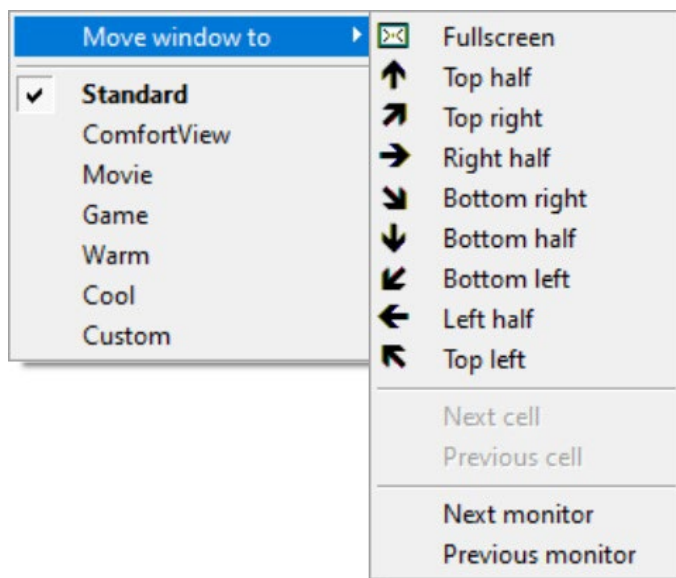 Move window to
Standard
ComfortView
Movie
Game
Warm
Cool
Custom
Fullscreen
Top half
Top right
Right half
Bottom right
Bottom half
Bottom left
Left half
Top left
Next cell
Previous cell
Next monitor
Previous monitor